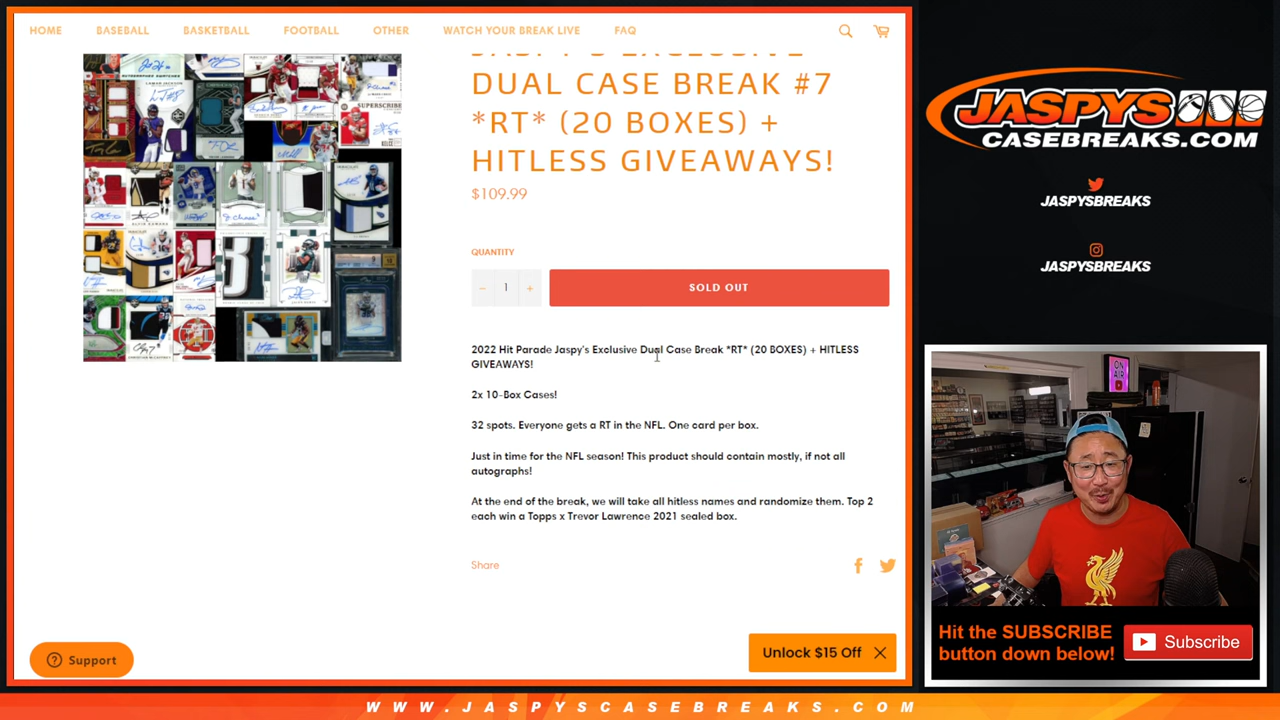 HOME BASEBALL BASKETBALL FOOTBALL OTHER WATCH YOUR BREAK LIVE FAQ
JASPY'S EXCLUSIVE
DUAL CASE BREAK #7
*RT* (20 BOXES) +
HITLESS GIVEAWAYS!
$109.99
QUANTITY
− 1 +
SOLD OUT
2022 Hit Parade Jaspy's Exclusive Dual Case Break *RT* (20 BOXES) + HITLESS
GIVEAWAYS!
2x 10-Box Cases!
32 spots. Everyone gets a RT in the NFL. One card per box.
Just in time for the NFL season! This product should contain mostly, if not all
autographs!
At the end of the break, we will take all hitless names and randomize them. Top 2
each win a Topps x Trevor Lawrence 2021 sealed box.
Share
Support
Unlock $15 Off
JASPYS
CASEBREAKS.COM
JASPYSBREAKS
JASPYSBREAKS
ON
AIR
Hit the SUBSCRIBE
button down below!
Subscribe
WWW.JASPYSCASEBREAKS.COM
SUPERSCRIBE